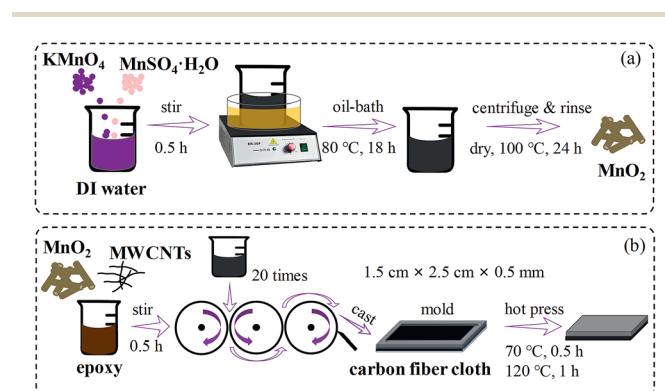 (a)
KMnO₄
MnSO₄·H₂O
stir
0.5 h
DI water
oil-bath
80 °C, 18 h
centrifuge & rinse
dry, 100 °C, 24 h
MnO₂
(b)
MnO₂
MWCNTs
20 times
1.5 cm × 2.5 cm × 0.5 mm
stir
0.5 h
epoxy
cast
mold
carbon fiber cloth
hot press
70 °C, 0.5 h
120 °C, 1 h